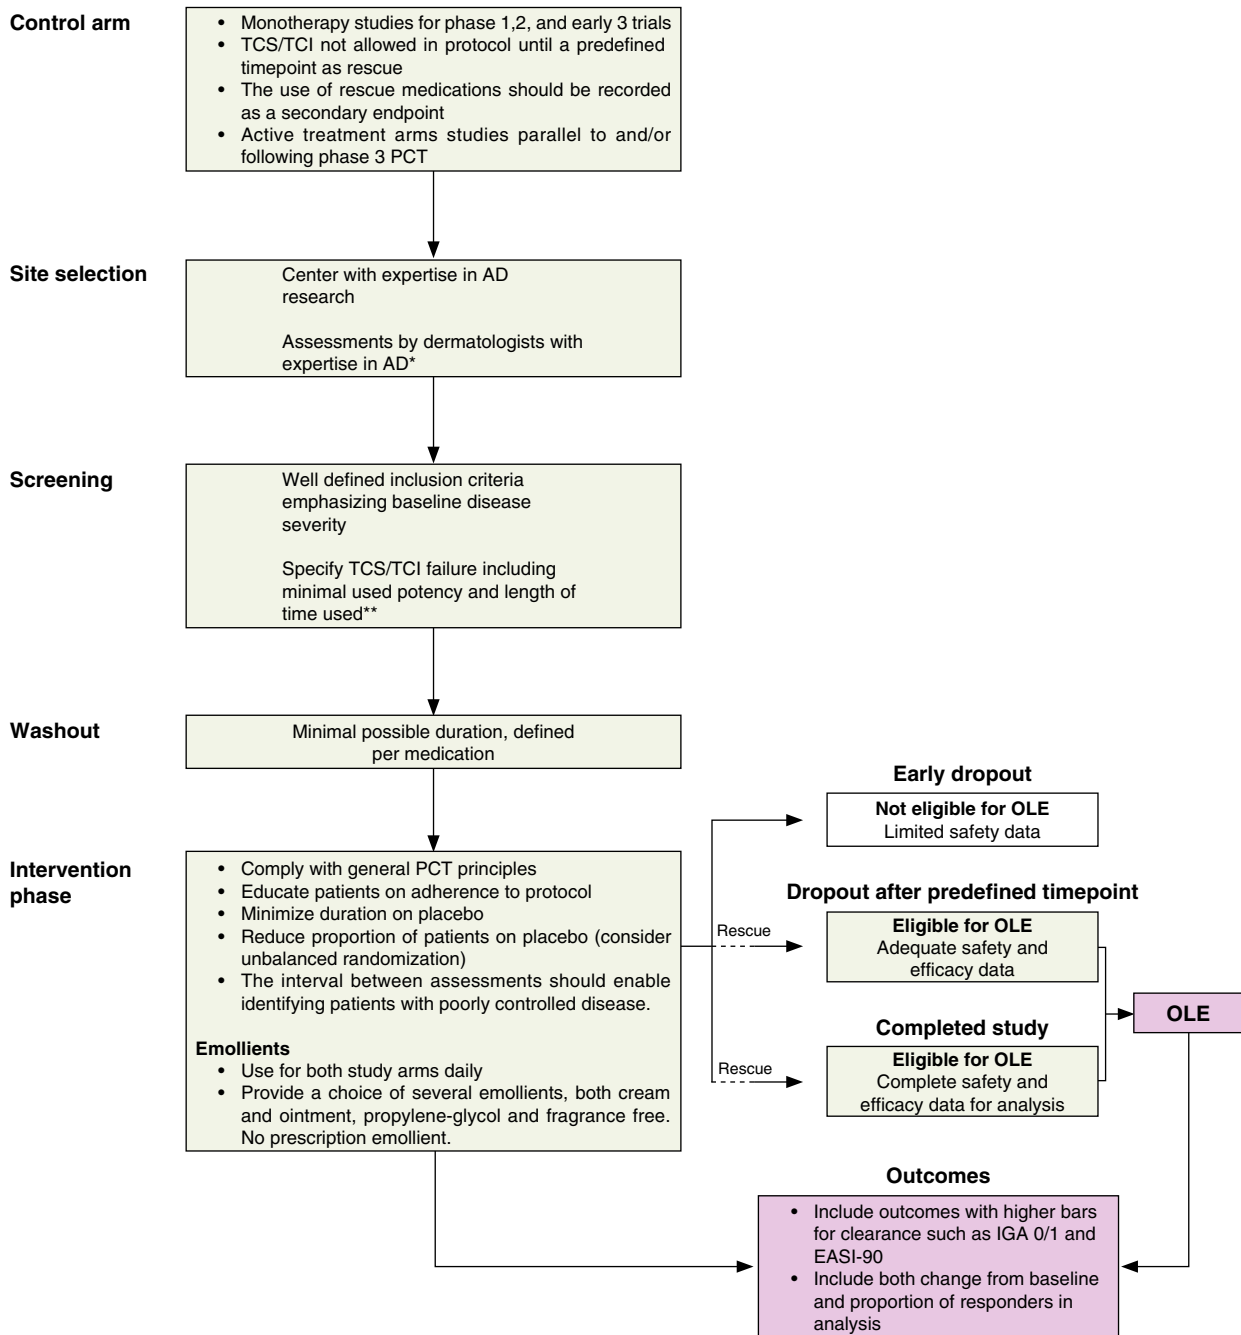 Control arm
• Monotherapy studies for phase 1,2, and early 3 trials
• TCS/TCI not allowed in protocol until a predefined
timepoint as rescue
• The use of rescue medications should be recorded
as a secondary endpoint
• Active treatment arms studies parallel to and/or
following phase 3 PCT
Site selection
Center with expertise in AD
research
Assessments by dermatologists with
expertise in AD*
Screening
Well defined inclusion criteria
emphasizing baseline disease
severity
Specify TCS/TCI failure including
minimal used potency and length of
time used**
Washout
Minimal possible duration, defined
per medication
Intervention
phase
• Comply with general PCT principles
• Educate patients on adherence to protocol
• Minimize duration on placebo
• Reduce proportion of patients on placebo (consider
unbalanced randomization)
• The interval between assessments should enable
identifying patients with poorly controlled disease.
Emollients
• Use for both study arms daily
• Provide a choice of several emollients, both cream
and ointment, propylene-glycol and fragrance free.
No prescription emollient.
Early dropout
Not eligible for OLE
Limited safety data
Dropout after predefined timepoint
Rescue
Eligible for OLE
Adequate safety and
efficacy data
Completed study
Rescue
Eligible for OLE
Complete safety and
efficacy data for analysis
OLE
Outcomes
• Include outcomes with higher bars
for clearance such as IGA 0/1 and
EASI-90
• Include both change from baseline
and proportion of responders in
analysis